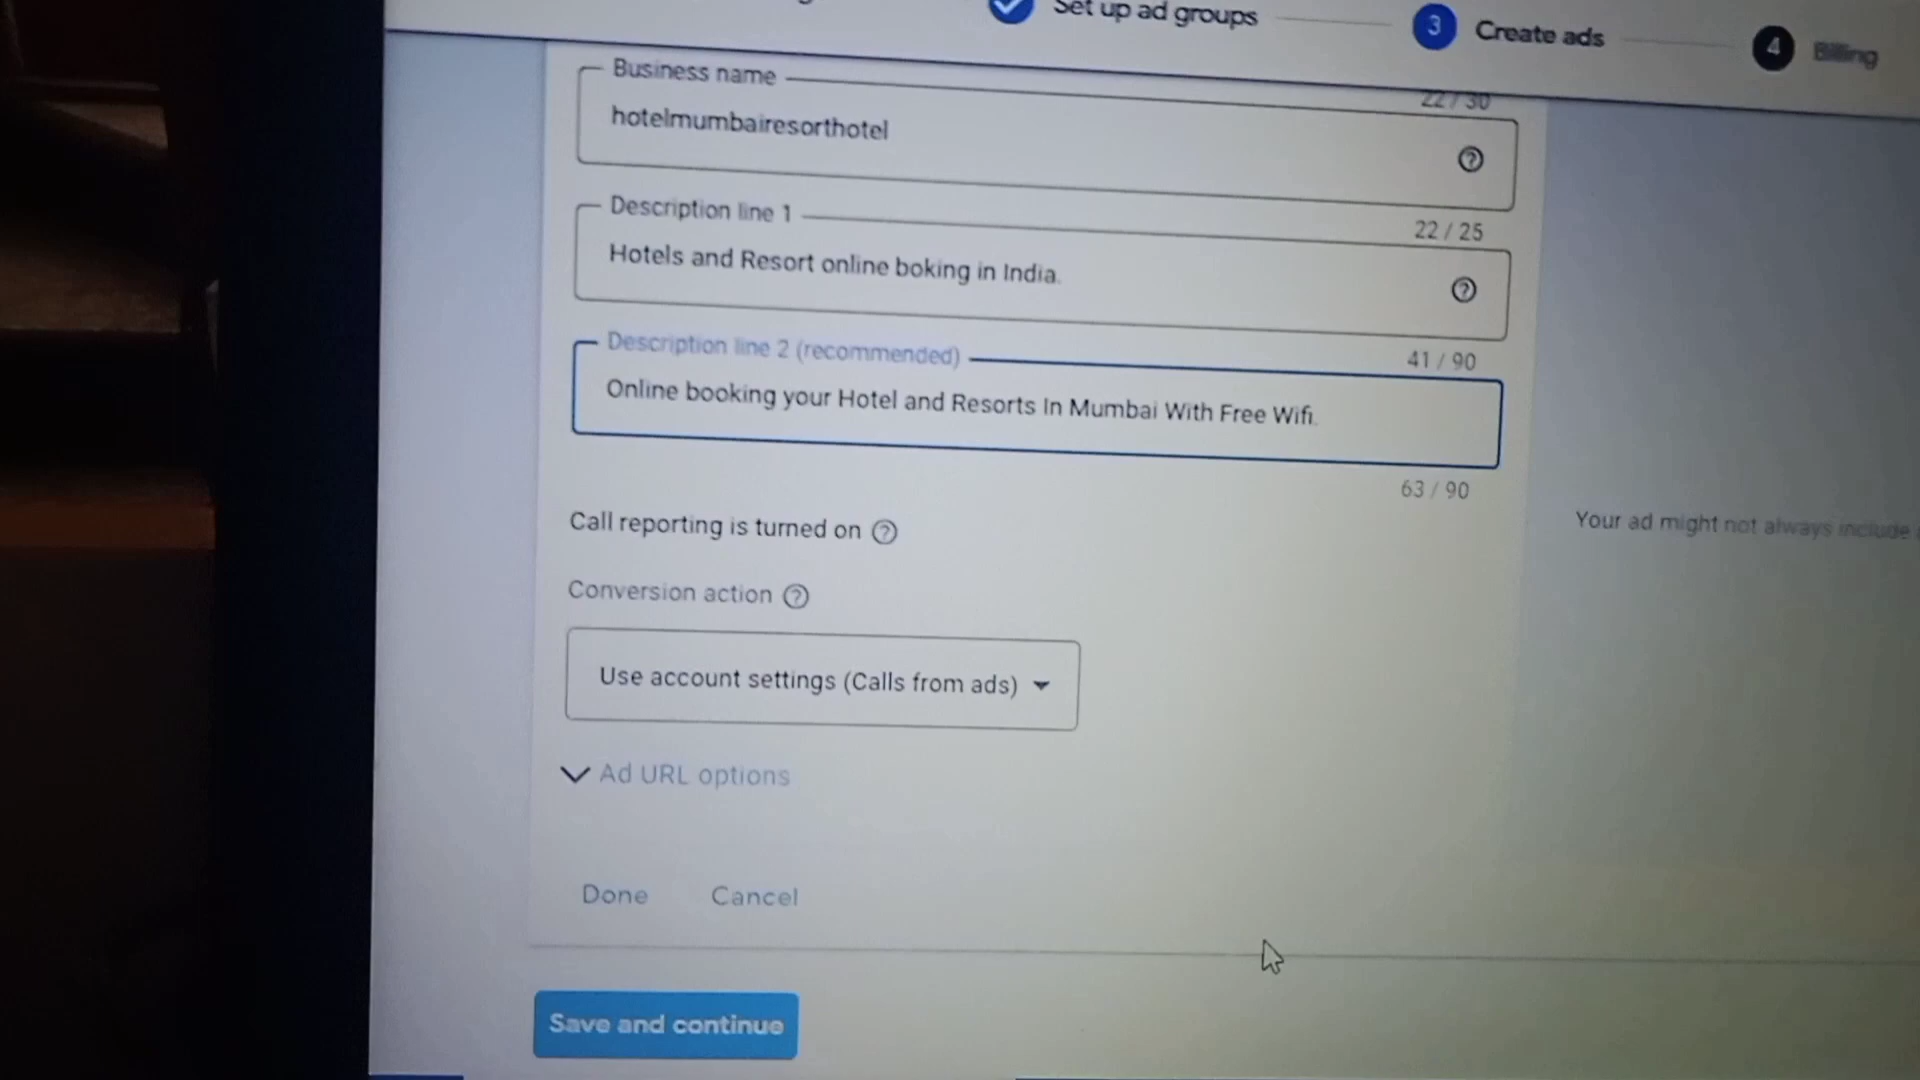 Set up ad groups
3 Create ads
4 Billing
22 / 30
Business name
hotelmumbairesorthotel
22 / 25
Description line 1
Hotels and Resort online boking in India.
41 / 90
Description line 2 (recommended)
Online booking your Hotel and Resorts In Mumbai With Free Wifi.
63 / 90
Call reporting is turned on
Your ad might not always include
Conversion action
Use account settings (Calls from ads)
Ad URL options
Done Cancel
Save and continue